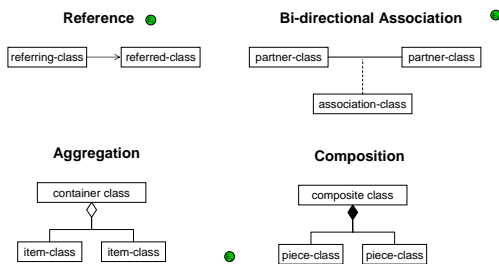 Reference
referring-class
referred-class
Bi-directional Association
partner-class
partner-class
association-class
Aggregation
container class
item-class
item-class
Composition
composite class
piece-class
piece-class